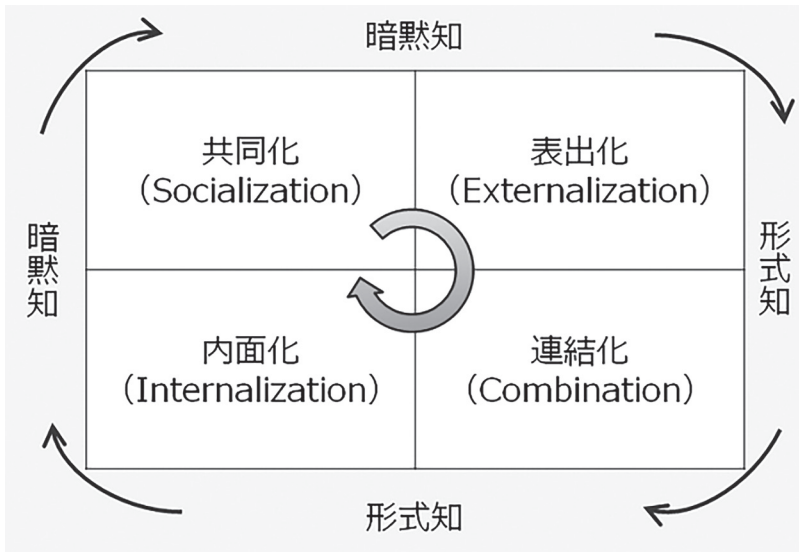 暗黙知
共同化
（Socialization）
表出化
（Externalization）
暗黙知
形式知
内面化
（Internalization）
連結化
（Combination）
形式知